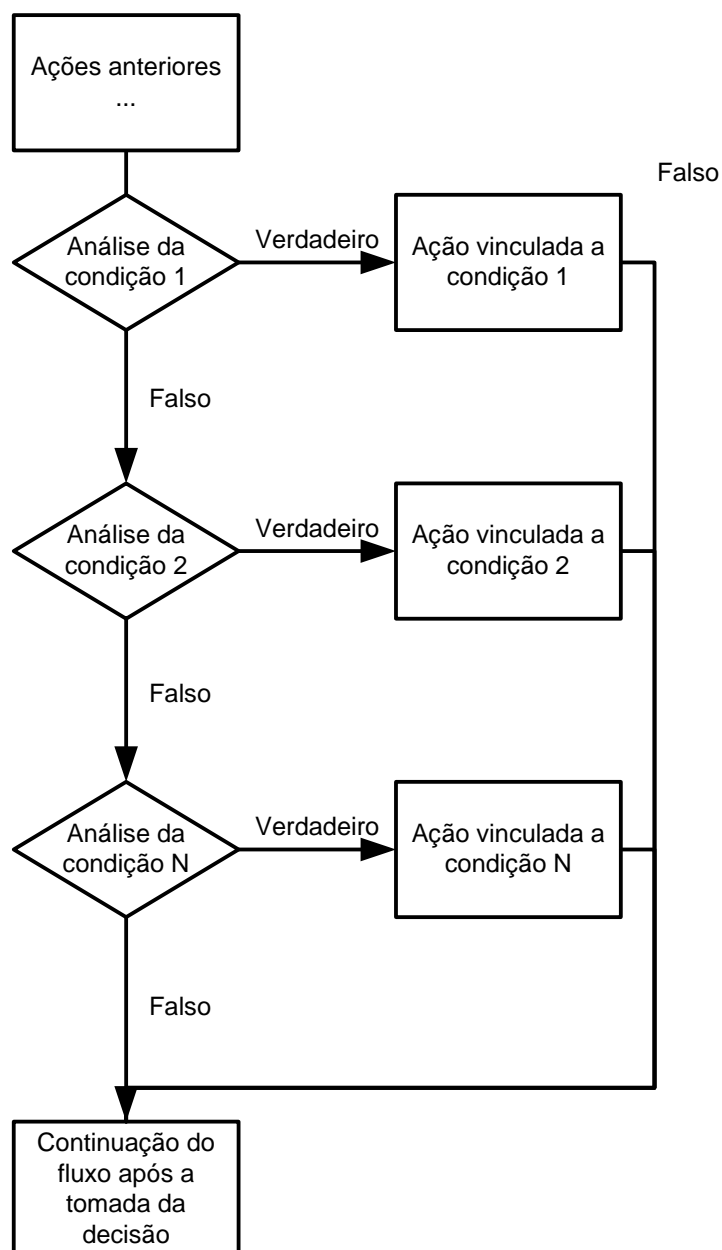 Ações anteriores
...
Falso
Análise da
condição 1
Verdadeiro
Ação vinculada a
condição 1
Falso
Análise da
condição 2
Verdadeiro
Ação vinculada a
condição 2
Falso
Análise da
condição N
Verdadeiro
Ação vinculada a
condição N
Falso
Continuação do
fluxo após a
tomada da
decisão